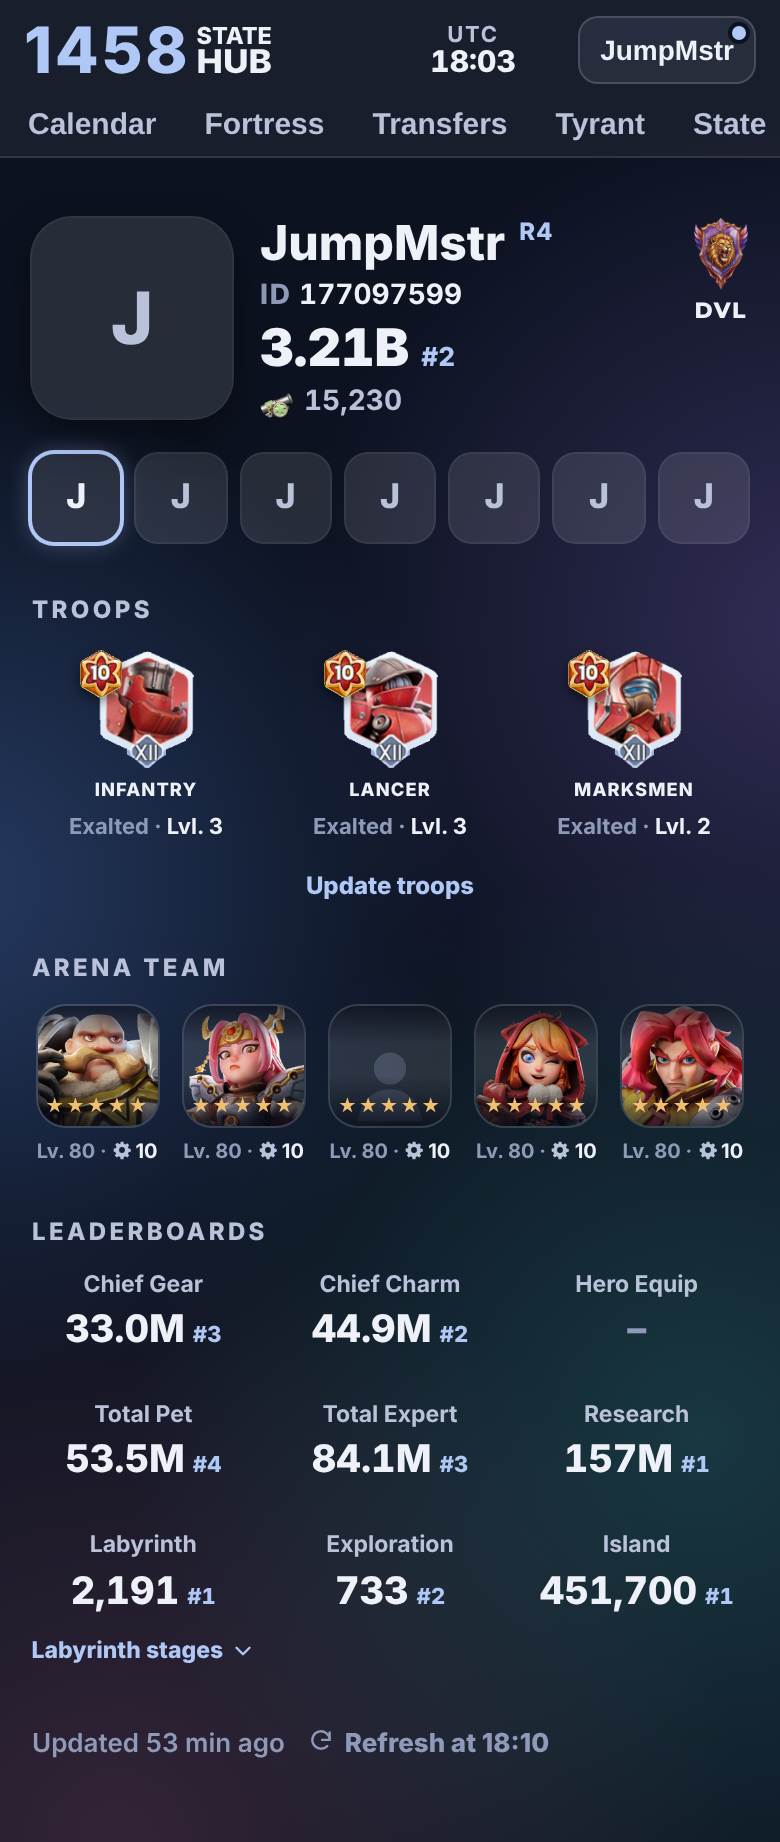 1458 STATE HUB
UTC
18:03
JumpMstr
Calendar Fortress Transfers Tyrant State
J
JumpMstr R4
ID 177097599
3.21B #2
15,230
DVL
J J J J J J J
TROOPS
10 10 10
XII XII XII
INFANTRY LANCER MARKSMEN
Exalted · Lvl. 3 Exalted · Lvl. 3 Exalted · Lvl. 2
Update troops
ARENA TEAM
Lv. 80 · 10 Lv. 80 · 10 Lv. 80 · 10 Lv. 80 · 10 Lv. 80 · 10
LEADERBOARDS
Chief Gear Chief Charm Hero Equip
33.0M #3 44.9M #2 –
Total Pet Total Expert Research
53.5M #4 84.1M #3 157M #1
Labyrinth Exploration Island
2,191 #1 733 #2 451,700 #1
Labyrinth stages
Updated 53 min ago Refresh at 18:10